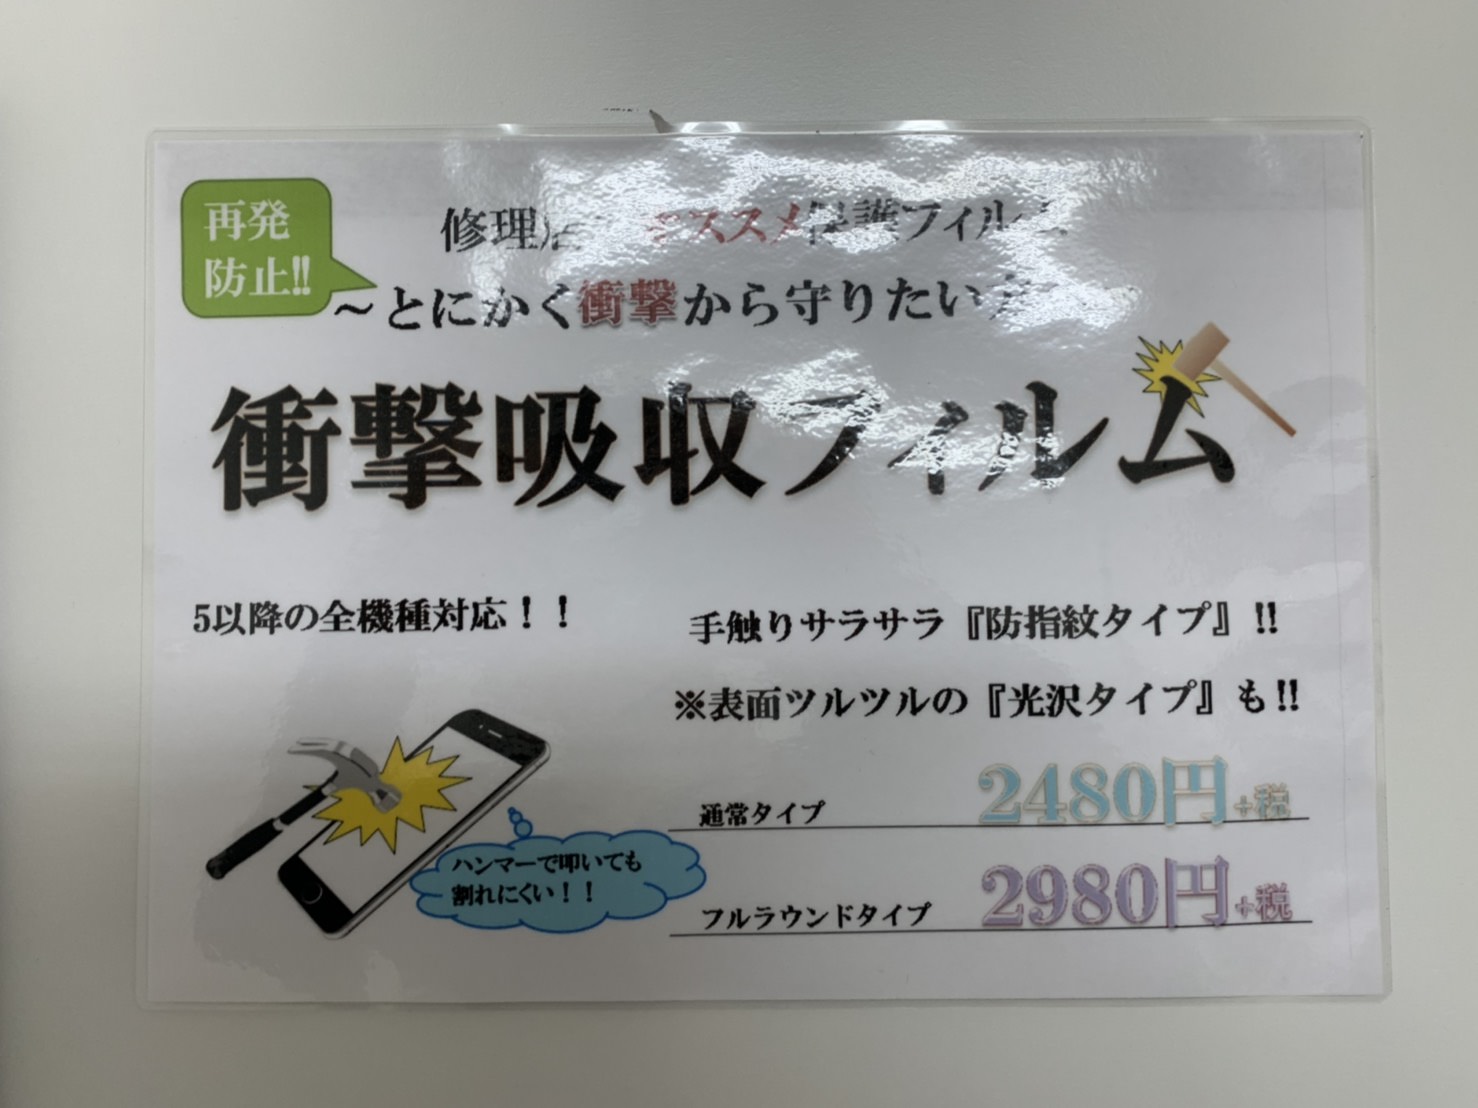 再発
防止!!
修理店 オススメ保護フィルム
～とにかく衝撃から守りたい
衝撃吸収フィルム
5以降の全機種対応！！
手触りサラサラ『防指紋タイプ』!!
※表面ツルツルの『光沢タイプ』も!!
通常タイプ 2480円+税
ハンマーで叩いても
割れにくい！！
フルラウンドタイプ 2980円+税